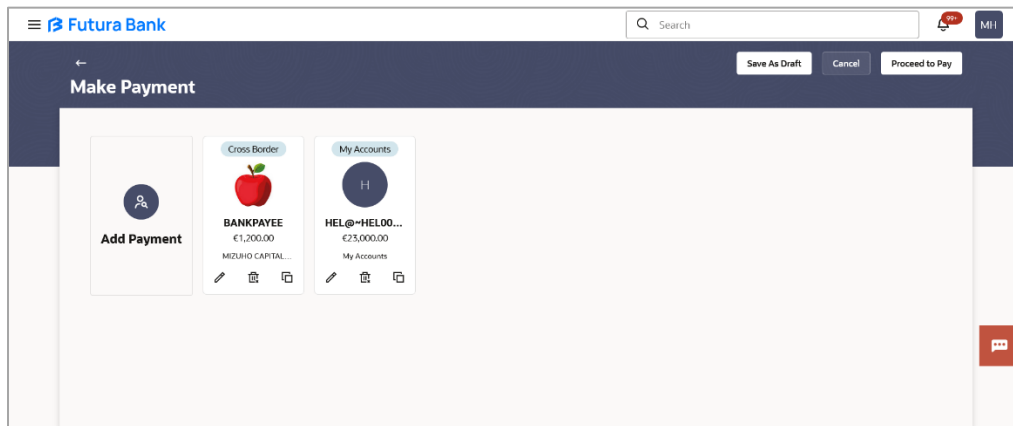 Futura Bank
Search
99+
MH
Make Payment
Save As Draft
Cancel
Proceed to Pay
Add Payment
Cross Border
BANKPAYEE
€1,200.00
MIZUHO CAPITAL...
My Accounts
H
HEL@~HEL00...
€23,000.00
My Accounts